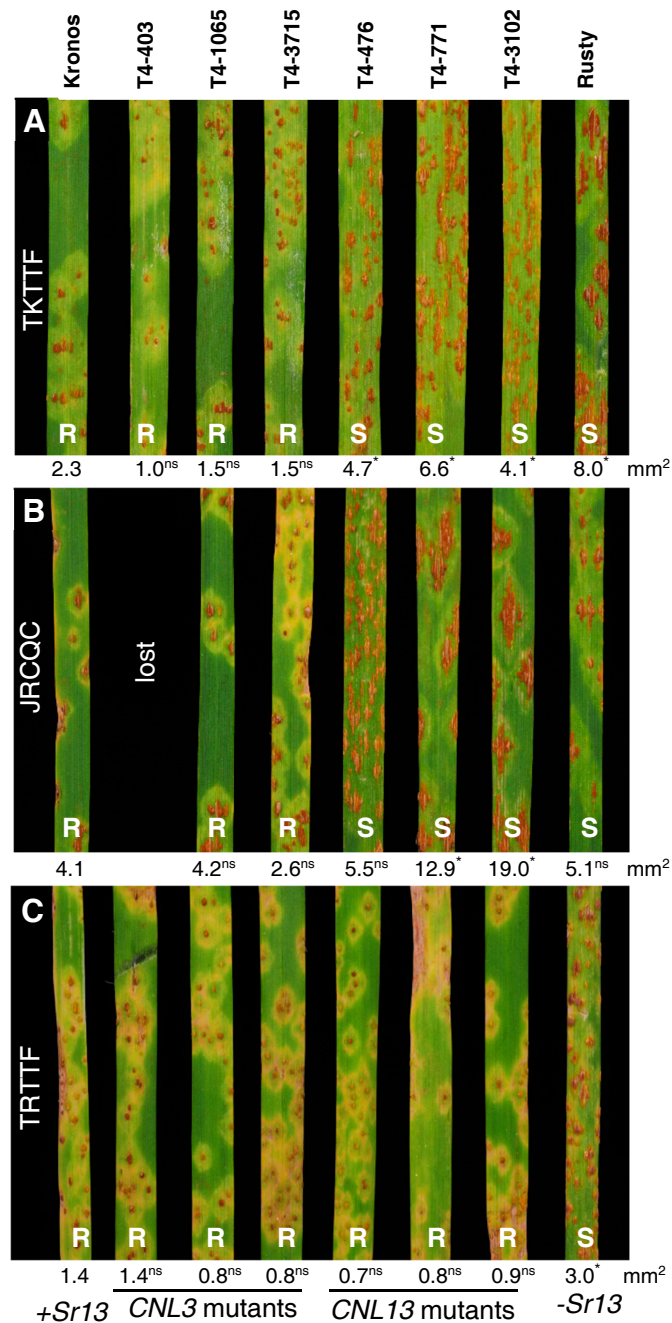 Kronos T4-403 T4-1065 T4-3715 T4-476 T4-771 T4-3102 Rusty
A
TKTTF
R R R R S S S S
2.3 1.0ns 1.5ns 1.5ns 4.7* 6.6* 4.1* 8.0* mm²
B
JRCQC
lost
R R R S S S S
4.1 4.2ns 2.6ns 5.5ns 12.9* 19.0* 5.1ns mm²
C
TRTTF
R R R R R R R S
1.4 1.4ns 0.8ns 0.8ns 0.7ns 0.8ns 0.9ns 3.0* mm²
+Sr13 CNL3 mutants CNL13 mutants -Sr13